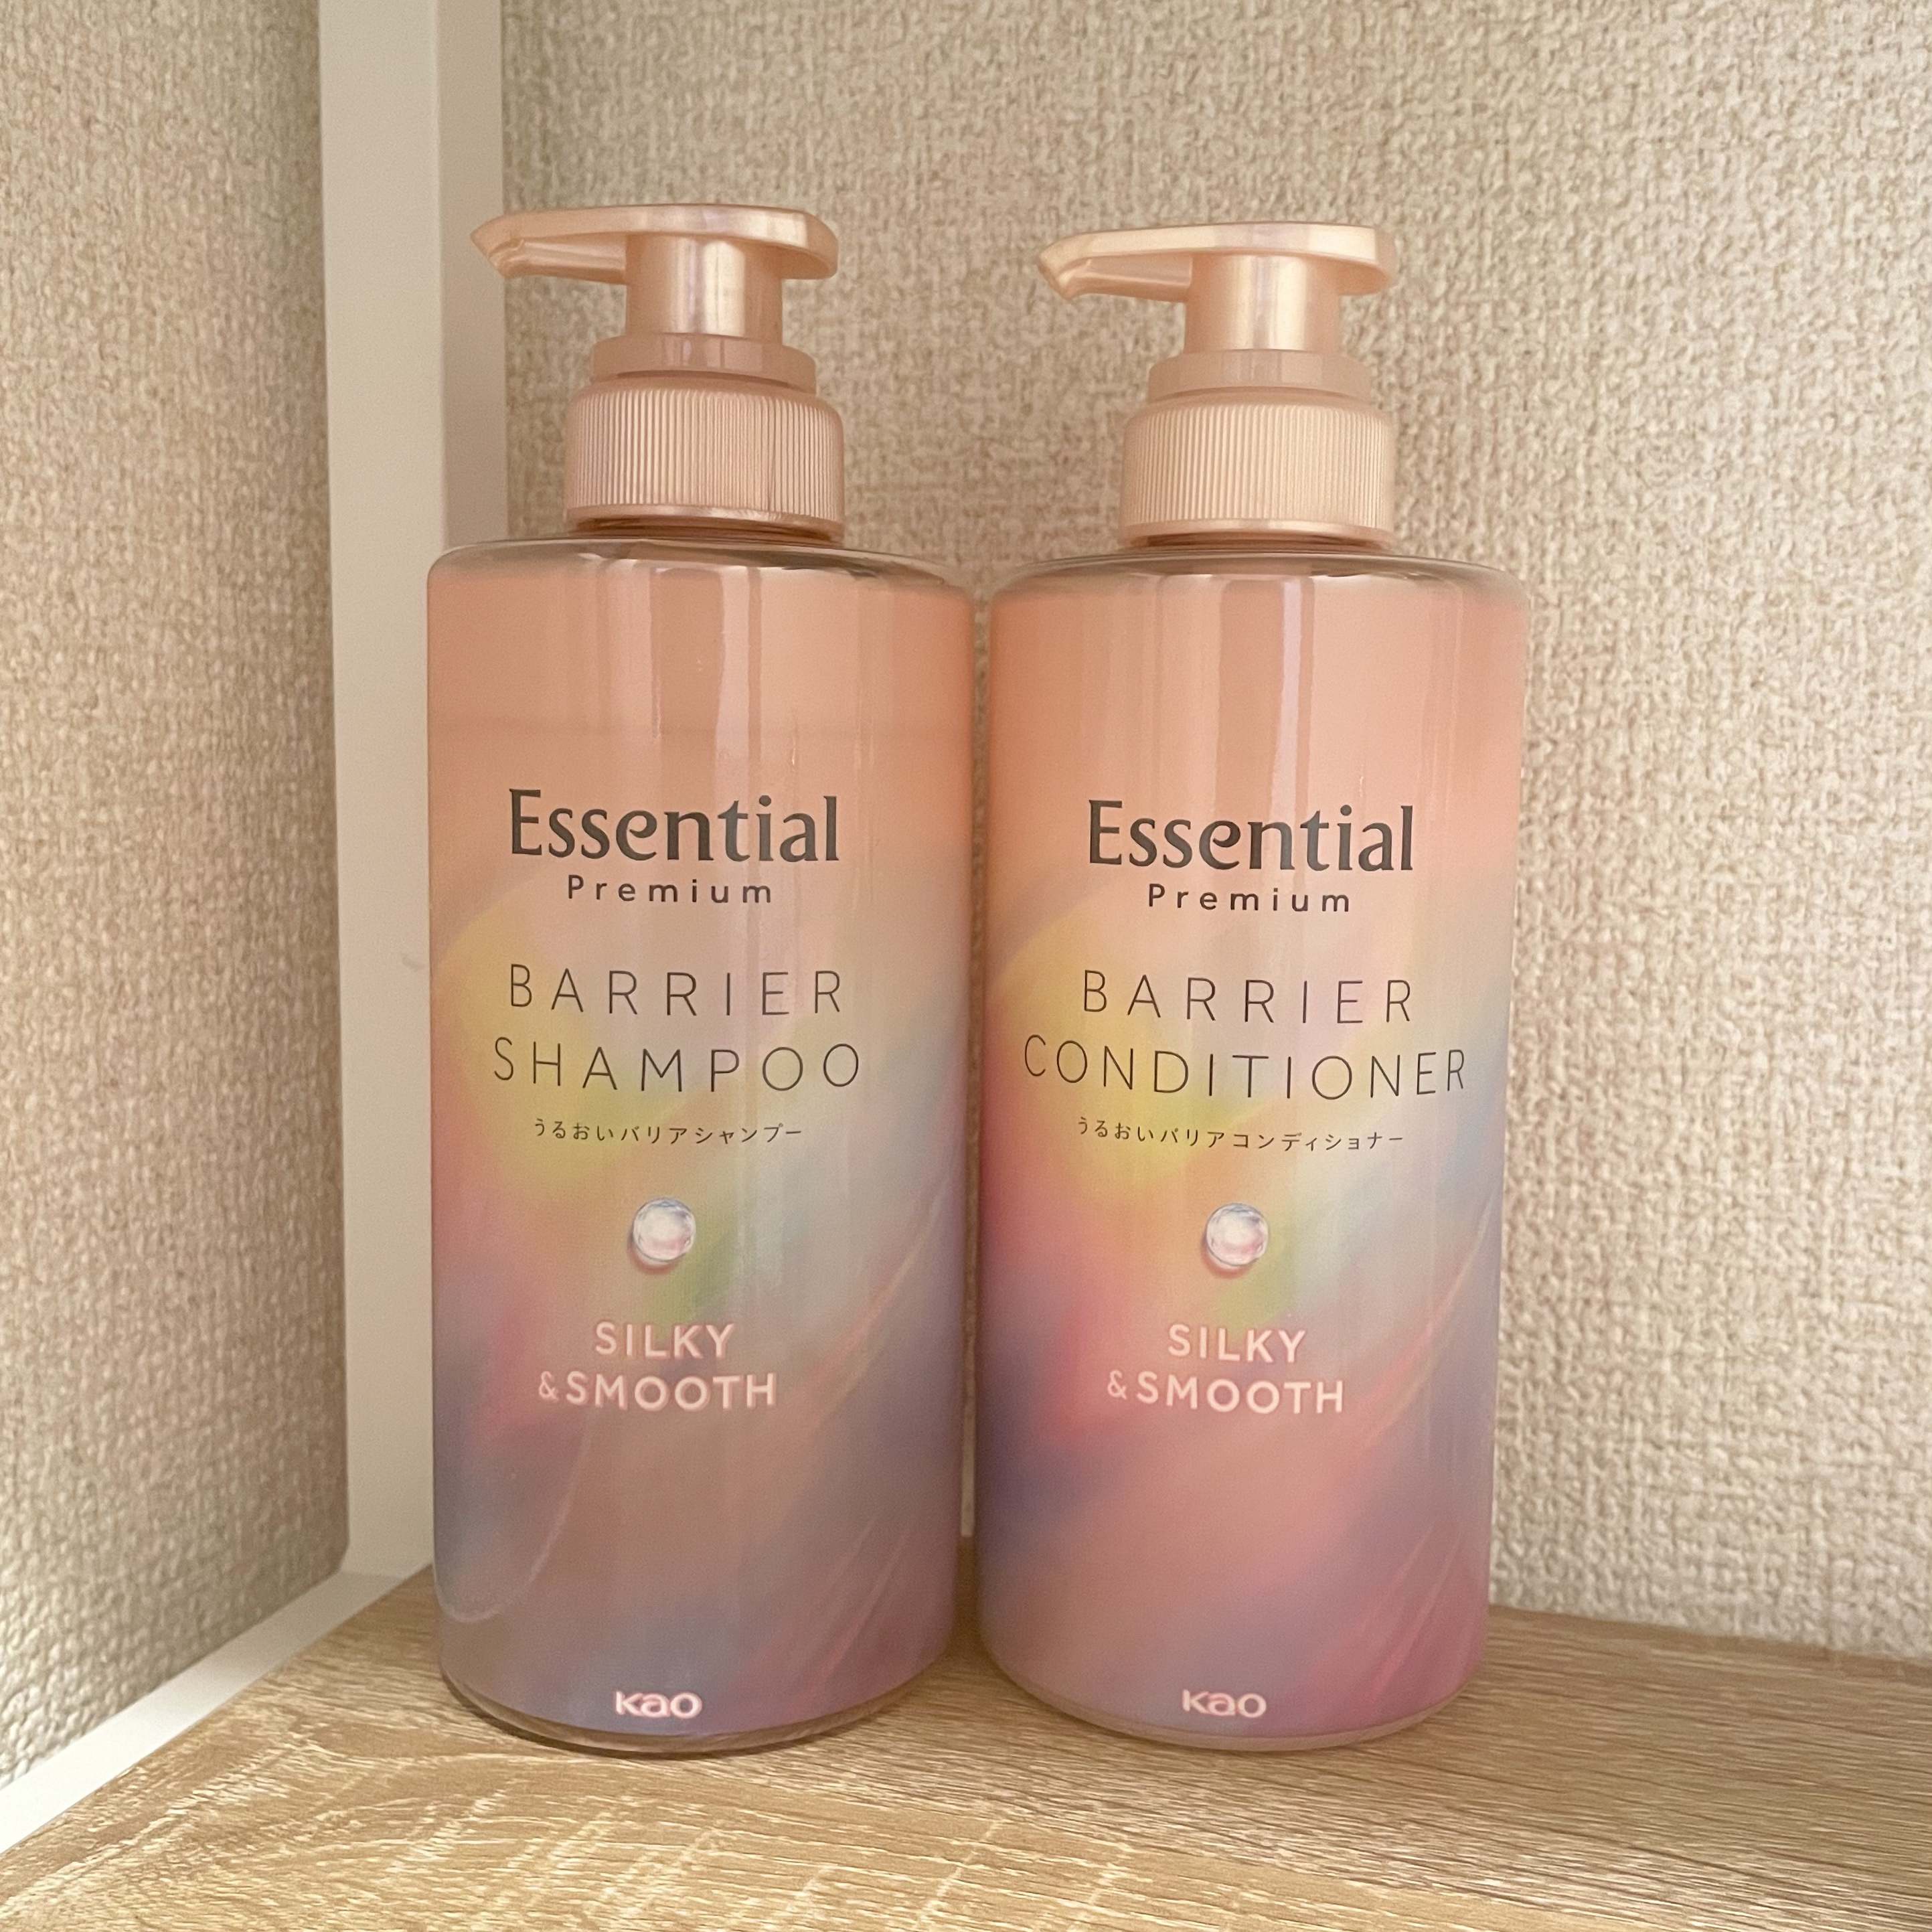 Essential
Premium
BARRIER
SHAMPOO
うるおいバリアシャンプー
SILKY
&SMOOTH
Kao
Essential
Premium
BARRIER
CONDITIONER
うるおいバリアコンディショナー
SILKY
&SMOOTH
Kao